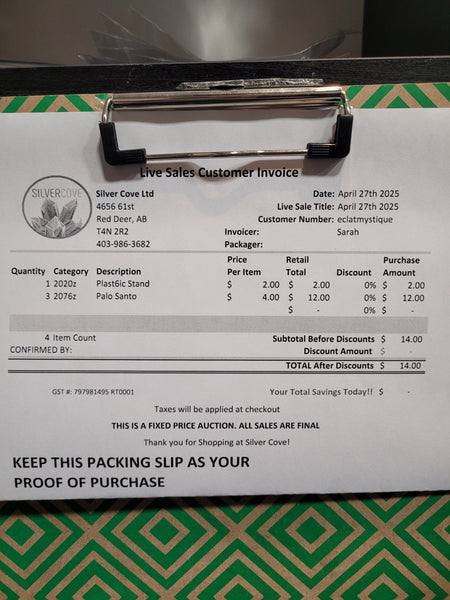 Live Sales Customer Invoice
SILVERCOVE
Silver Cove Ltd Date: April 27th 2025
4656 61st Live Sale Title: April 27th 2025
Red Deer, AB Customer Number: eclatmystique
T4N 2R2 Invoicer: Sarah
403-986-3682 Packager:
Price Retail Purchase
Quantity Category Description Per Item Total Discount Amount
1 2020z Plast6ic Stand $ 2.00 $ 2.00 0% $ 2.00
3 2076z Palo Santo $ 4.00 $ 12.00 0% $ 12.00
$ - 0% $ -
4 Item Count Subtotal Before Discounts $ 14.00
CONFIRMED BY: Discount Amount $ -
TOTAL After Discounts $ 14.00
GST #: 797981495 RT0001 Your Total Savings Today!! $ -
Taxes will be applied at checkout
THIS IS A FIXED PRICE AUCTION. ALL SALES ARE FINAL
Thank you for Shopping at Silver Cove!
KEEP THIS PACKING SLIP AS YOUR
PROOF OF PURCHASE